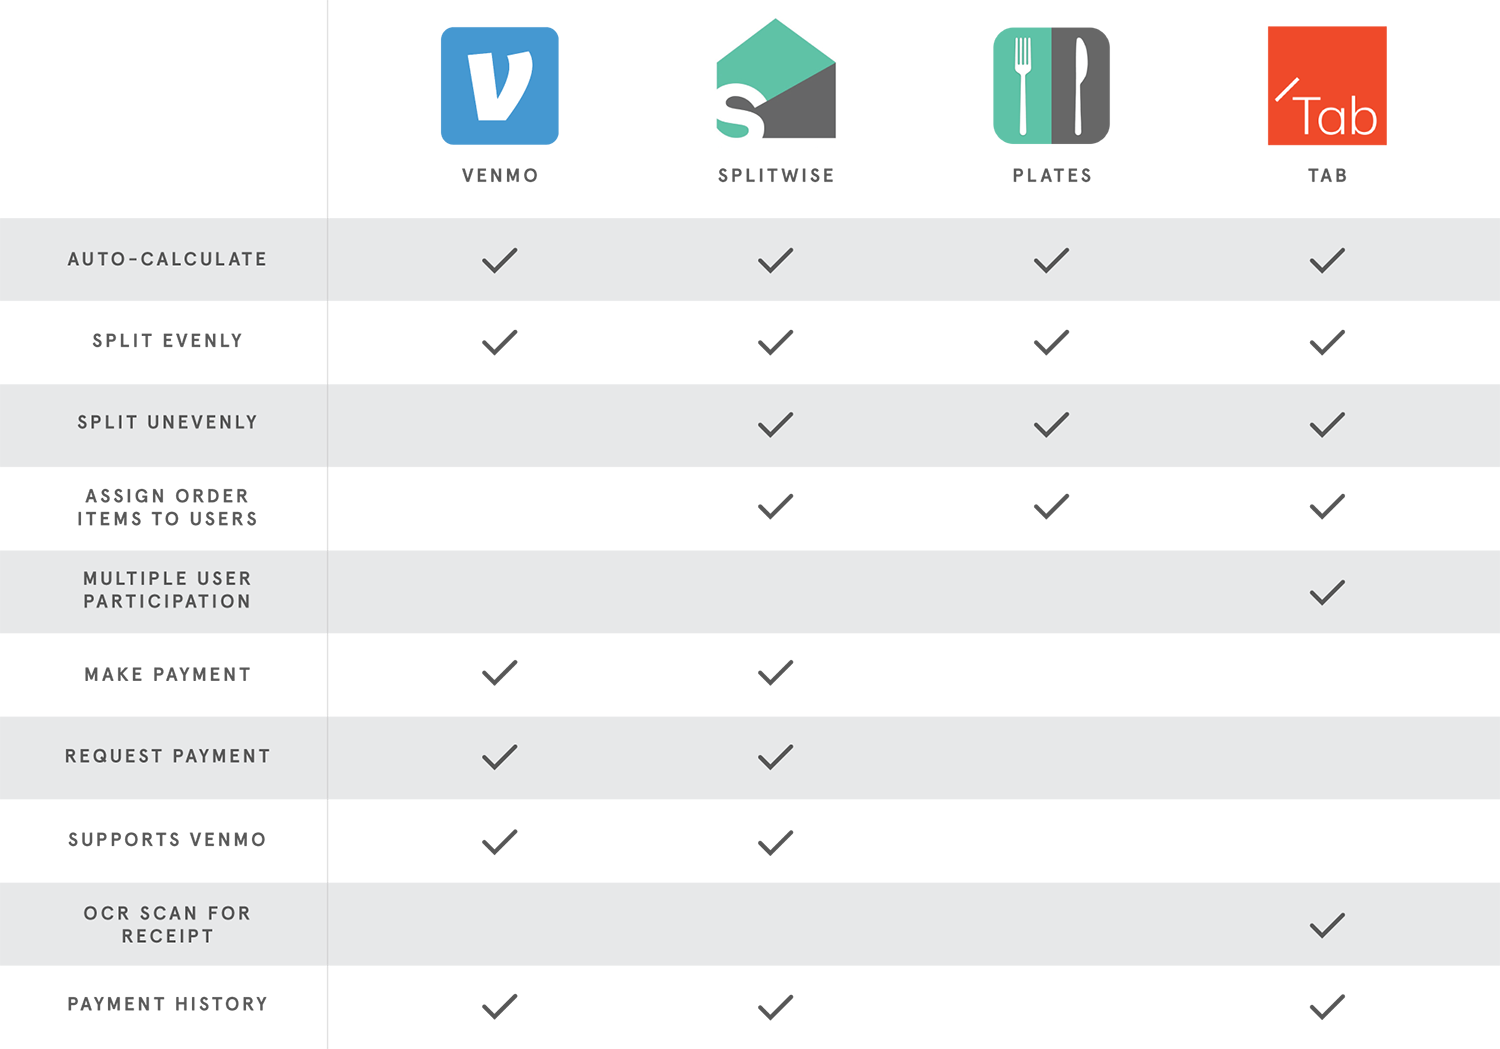 Tab
VENMO
SPLITWISE
PLATES
TAB
AUTO-CALCULATE
SPLIT EVENLY
SPLIT UNEVENLY
ASSIGN ORDER
ITEMS TO USERS
MULTIPLE USER
PARTICIPATION
MAKE PAYMENT
REQUEST PAYMENT
SUPPORTS VENMO
OCR SCAN FOR
RECEIPT
PAYMENT HISTORY